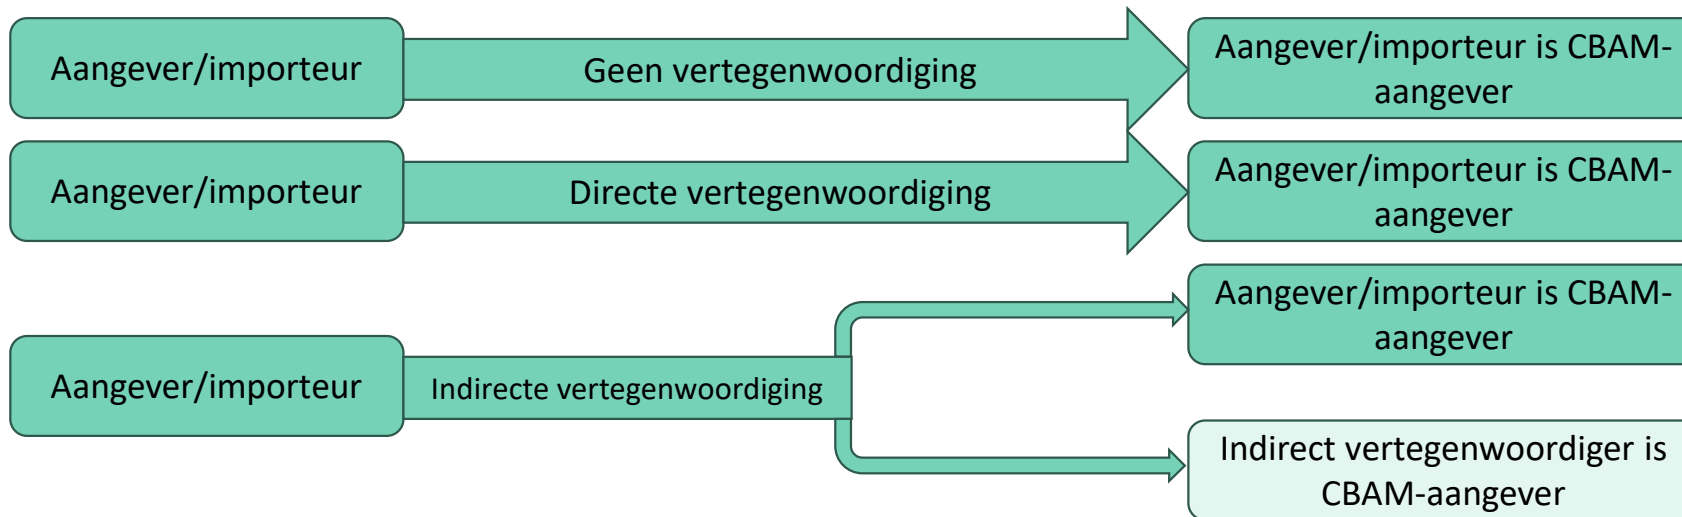 Aangever/importeur
Geen vertegenwoordiging
Aangever/importeur is CBAM-
aangever
Aangever/importeur
Directe vertegenwoordiging
Aangever/importeur is CBAM-
aangever
Aangever/importeur
Indirecte vertegenwoordiging
Aangever/importeur is CBAM-
aangever
Indirect vertegenwoordiger is
CBAM-aangever